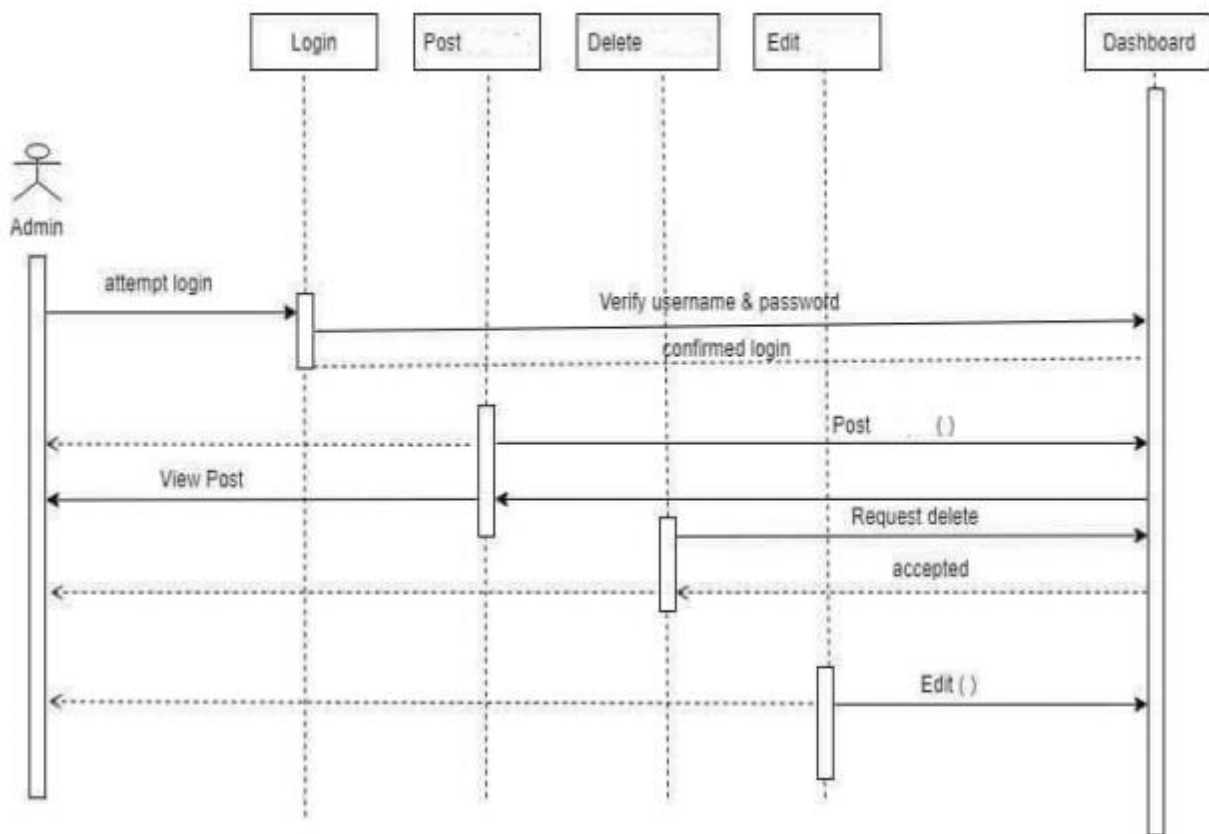 Login
Post
Delete
Edit
Dashboard
Admin
attempt login
Verify username & password
confirmed login
Post ( )
View Post
Request delete
accepted
Edit ( )